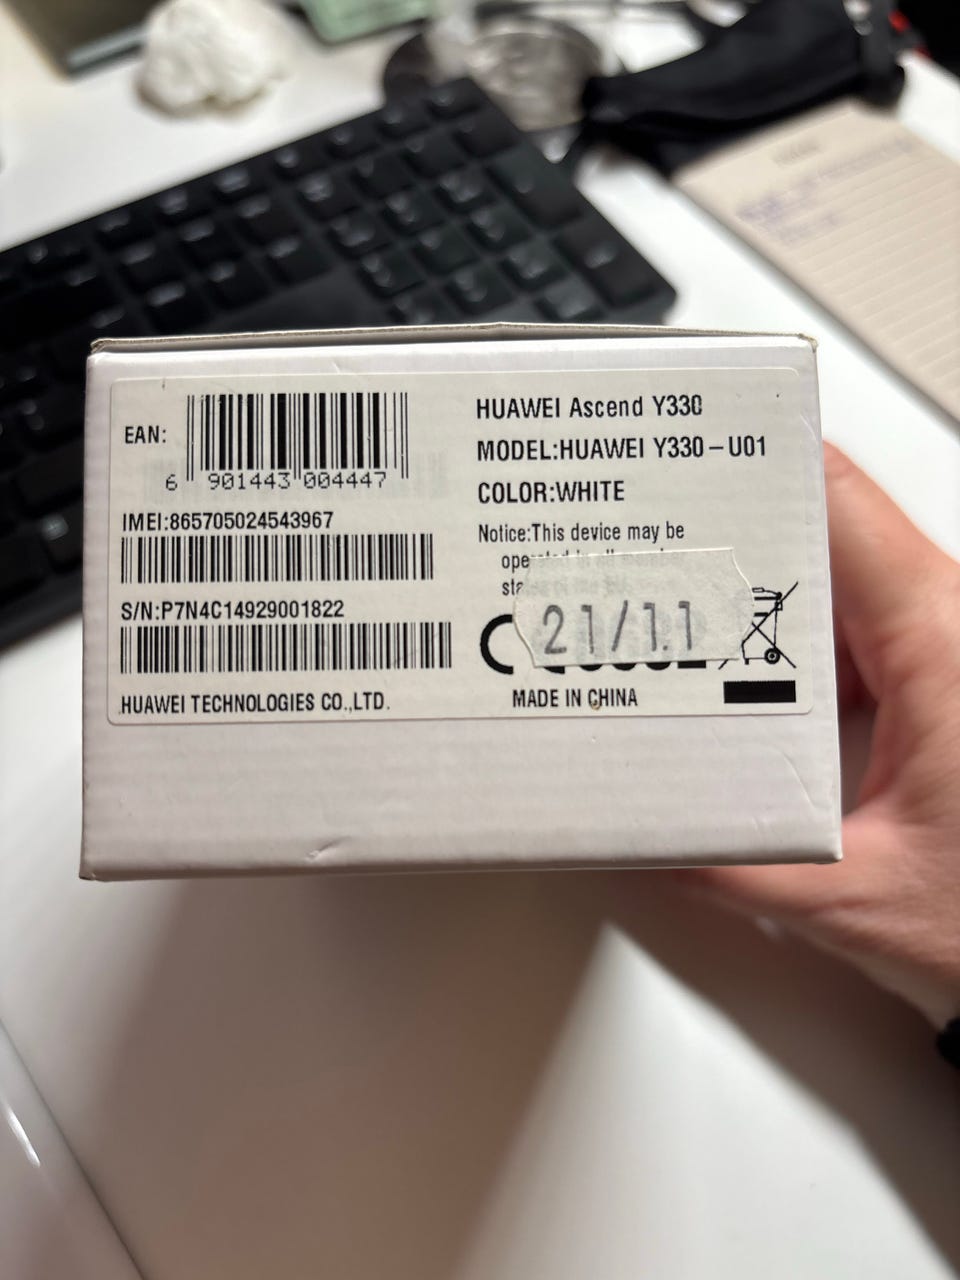 EAN:
6 901443 004447
IMEI:865705024543967
S/N:P7N4C14929001822
HUAWEI TECHNOLOGIES CO.,LTD.
HUAWEI Ascend Y330
MODEL:HUAWEI Y330-U01
COLOR:WHITE
Notice:This device may be
21/11
MADE IN CHINA